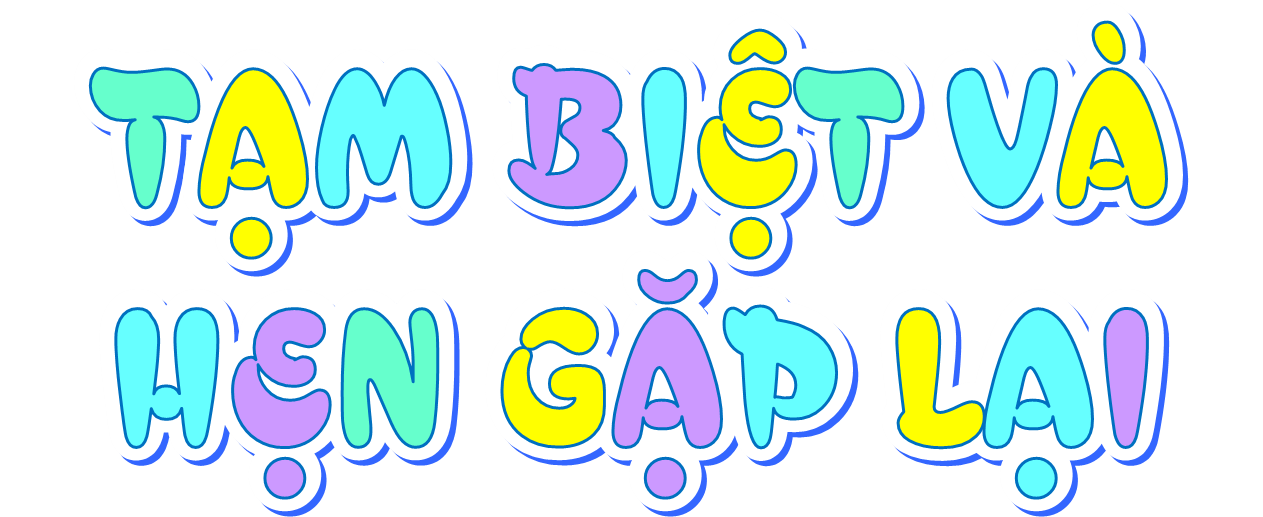 TẠM BIỆT VÀ
HẸN GẶP LẠI